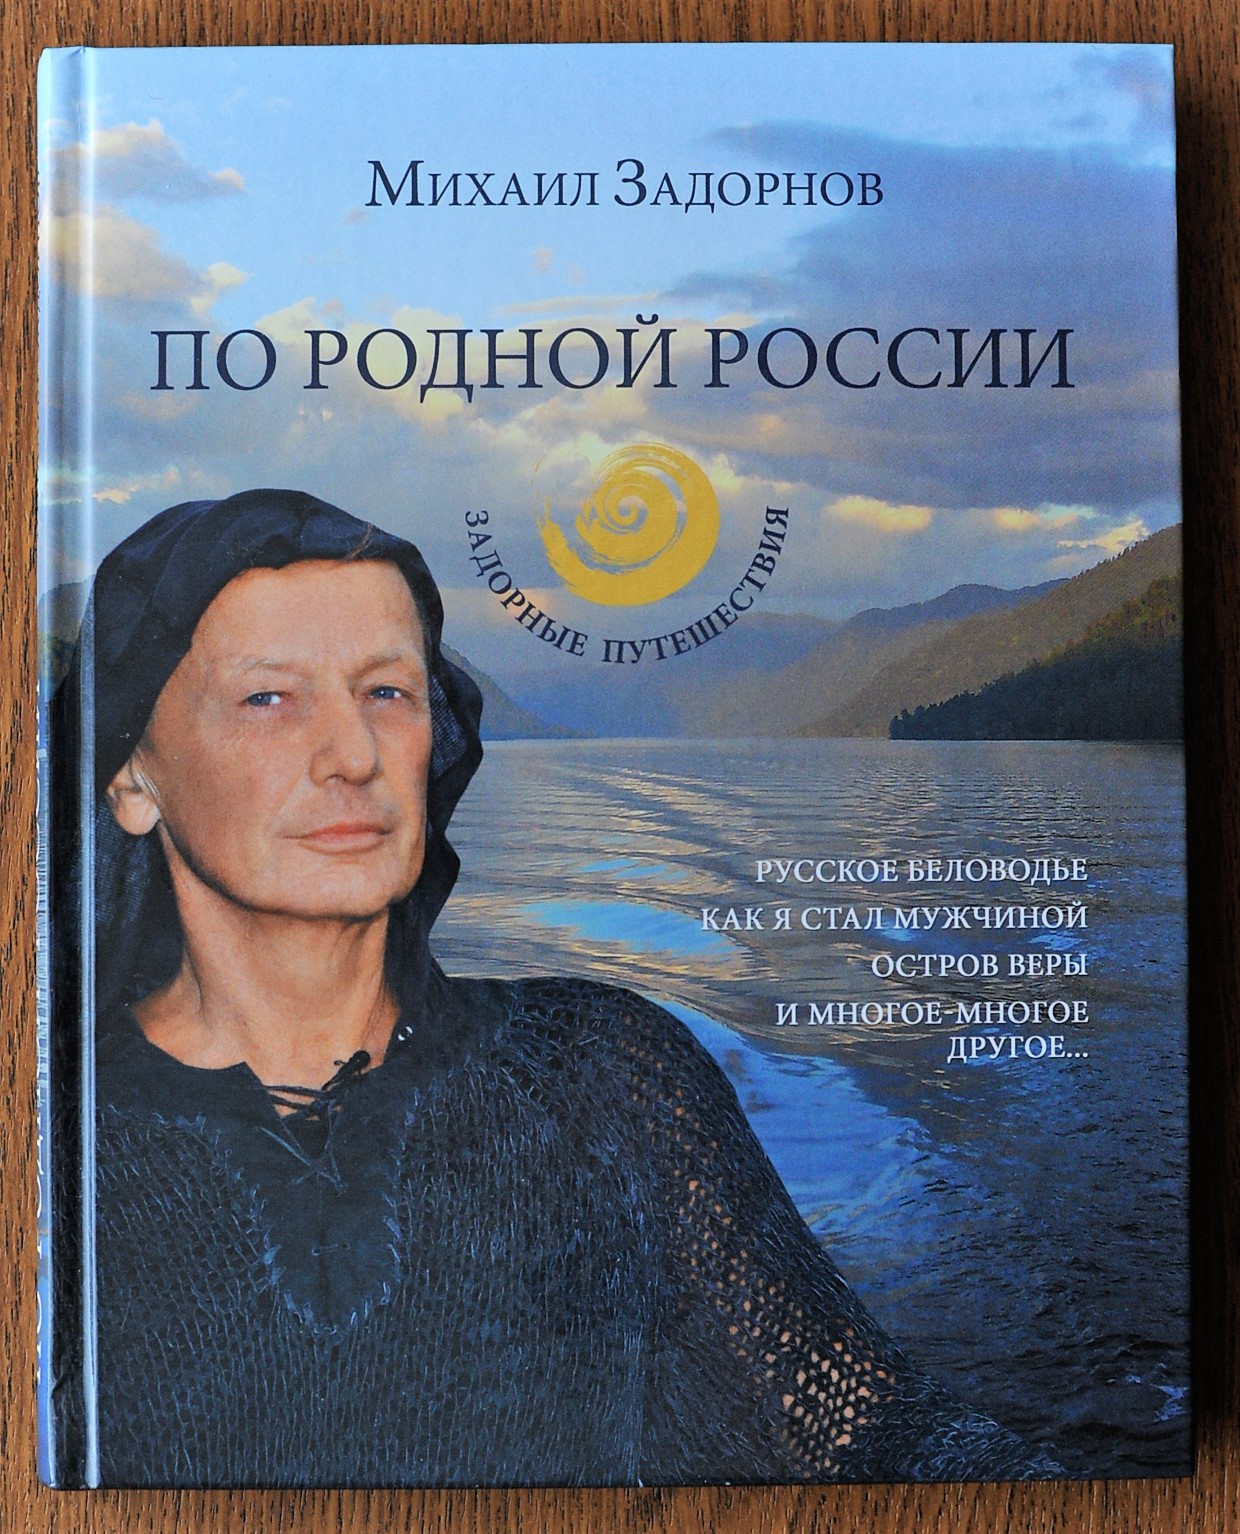 Михаил Задорнов
ПО РОДНОЙ РОССИИ
ЗАДОРНЫЕ ПУТЕШЕСТВИЯ
РУССКОЕ БЕЛОВОДЬЕ
КАК Я СТАЛ МУЖЧИНОЙ
ОСТРОВ ВЕРЫ
И МНОГОЕ-МНОГОЕ
ДРУГОЕ...